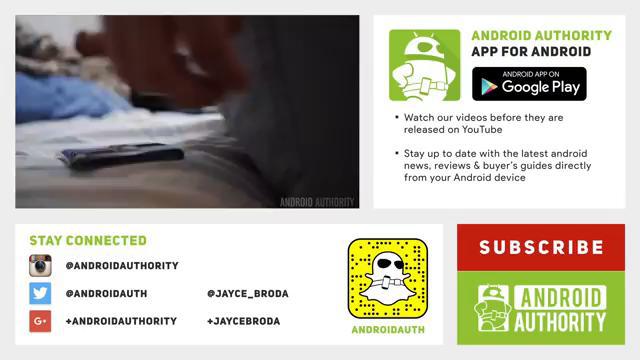 ANDROID AUTHORITY
ANDROID AUTHORITY
APP FOR ANDROID
ANDROID APP ON
Google Play
▪ Watch our videos before they are
released on YouTube
▪ Stay up to date with the latest android
news, reviews & buyer's guides directly
from your Android device
STAY CONNECTED
@ANDROIDAUTHORITY
@ANDROIDAUTH @JAYCE_BRODA
G+ +ANDROIDAUTHORITY +JAYCEBRODA
ANDROIDAUTH
SUBSCRIBE
ANDROID
AUTHORITY